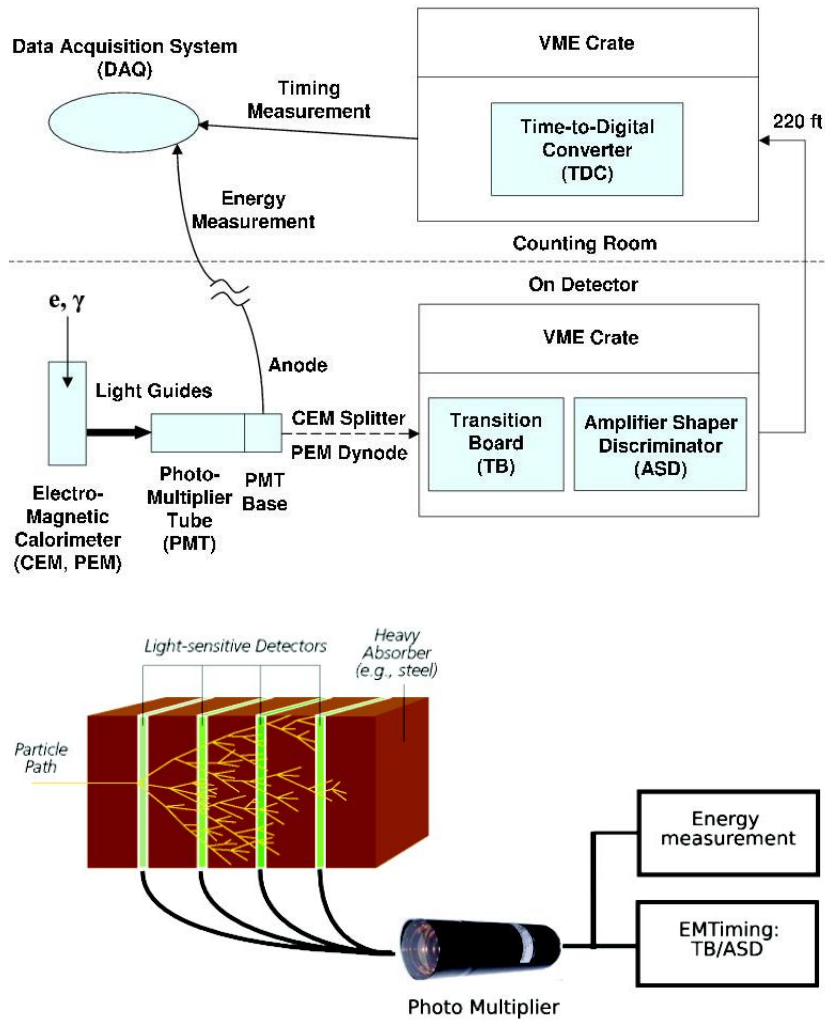 Data Acquisition System
(DAQ)
Timing
Measurement
VME Crate
Time-to-Digital
Converter
(TDC)
220 ft
Energy
Measurement
Counting Room
On Detector
e, γ
VME Crate
Anode
Light Guides
CEM Splitter
PEM Dynode
Transition
Board
(TB)
Amplifier Shaper
Discriminator
(ASD)
Electro-
Magnetic
Calorimeter
(CEM, PEM)
Photo-
Multiplier
Tube
(PMT)
PMT
Base
Light-sensitive Detectors
Heavy
Absorber
(e.g., steel)
Particle
Path
Energy
measurement
EMTiming:
TB/ASD
Photo Multiplier